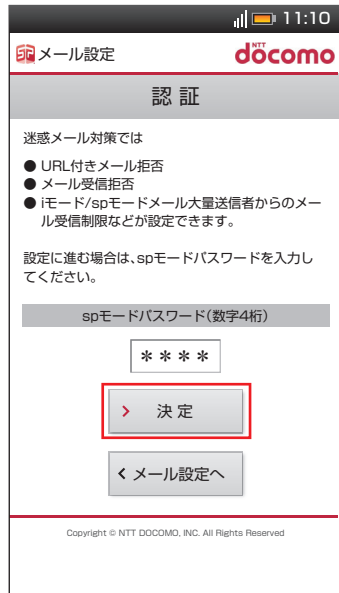 11:10
SP メール設定
NTT
döcomo
認 証
迷惑メール対策では
● URL付きメール拒否
● メール受信拒否
● iモード/spモードメール大量送信者からのメー
ル受信制限などが設定できます。
設定に進む場合は、spモードパスワードを入力し
てください。
spモードパスワード(数字4桁)
＊＊＊＊
決 定
メール設定へ
Copyright © NTT DOCOMO, INC. All Rights Reserved